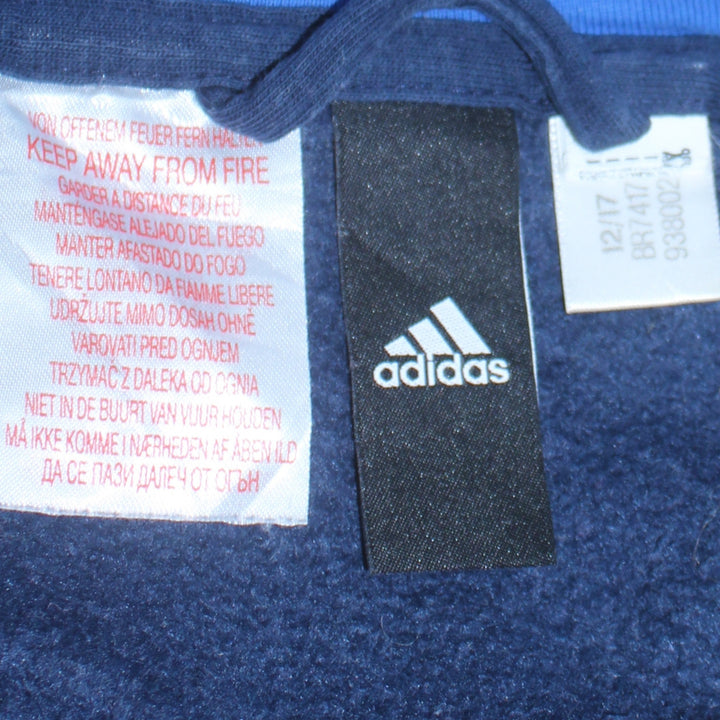 VON OFFENEM FEUER FERN HALTEN
KEEP AWAY FROM FIRE
GARDER A DISTANCE DU FEU
MANTÉNGASE ALEJADO DEL FUEGO
MANTER AFASTADO DO FOGO
TENERE LONTANO DA FIAMME LIBERE
UDRŽUJTE MIMO DOSAH OHNĚ
VAROVATI PRED OGNJEM
TRZYMAĆ Z DALEKA OD OGNIA
NIET IN DE BUURT VAN VUUR HOUDEN
MÅ IKKE KOMME I NÆRHEDEN AF ÅBEN ILD
ДА СЕ ПАЗИ ДАЛЕЧ ОТ ОГЪН
adidas
12/17
BR7417
938002